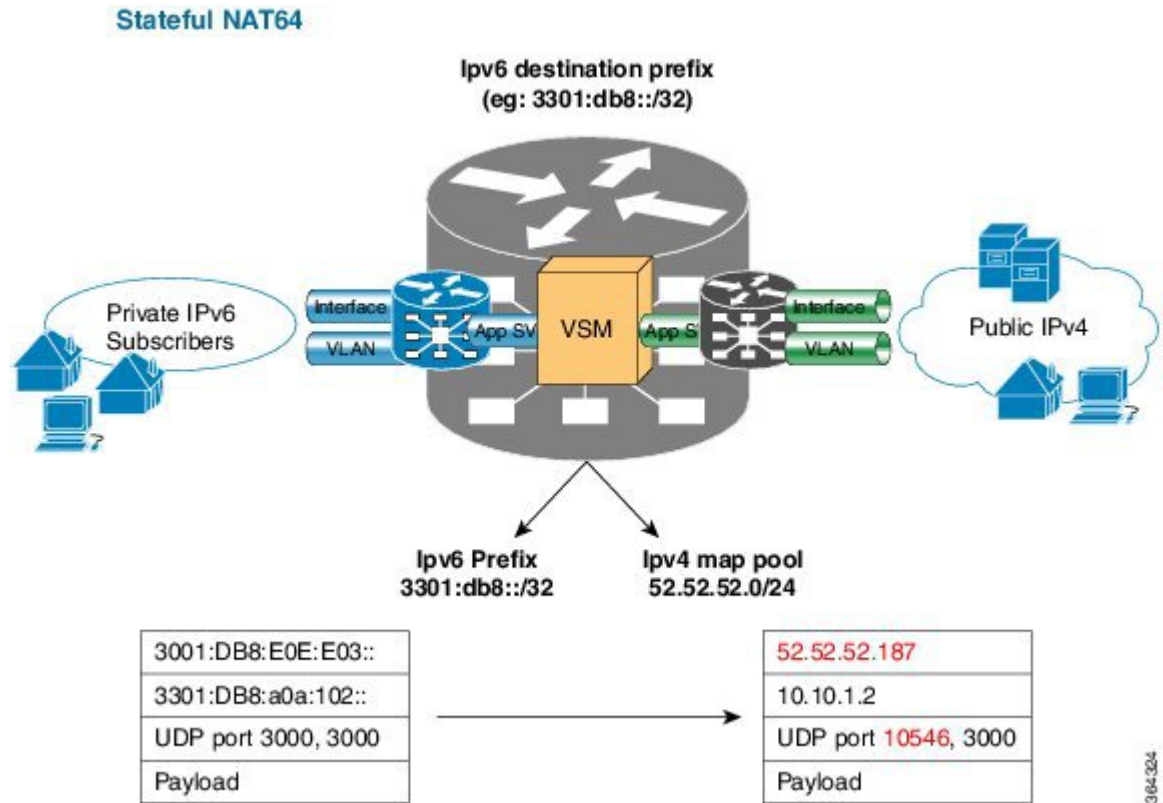 Stateful NAT64
Ipv6 destination prefix
(eg: 3301:db8::/32)
Private IPv6
Subscribers
Interface
VLAN
App SV
VSM
App S
Interface
VLAN
Public IPv4
Ipv6 Prefix
3301:db8::/32
Ipv4 map pool
52.52.52.0/24
3001:DB8:E0E:E03::
3301:DB8:a0a:102::
UDP port 3000, 3000
Payload
52.52.52.187
10.10.1.2
UDP port 10546, 3000
Payload
364324